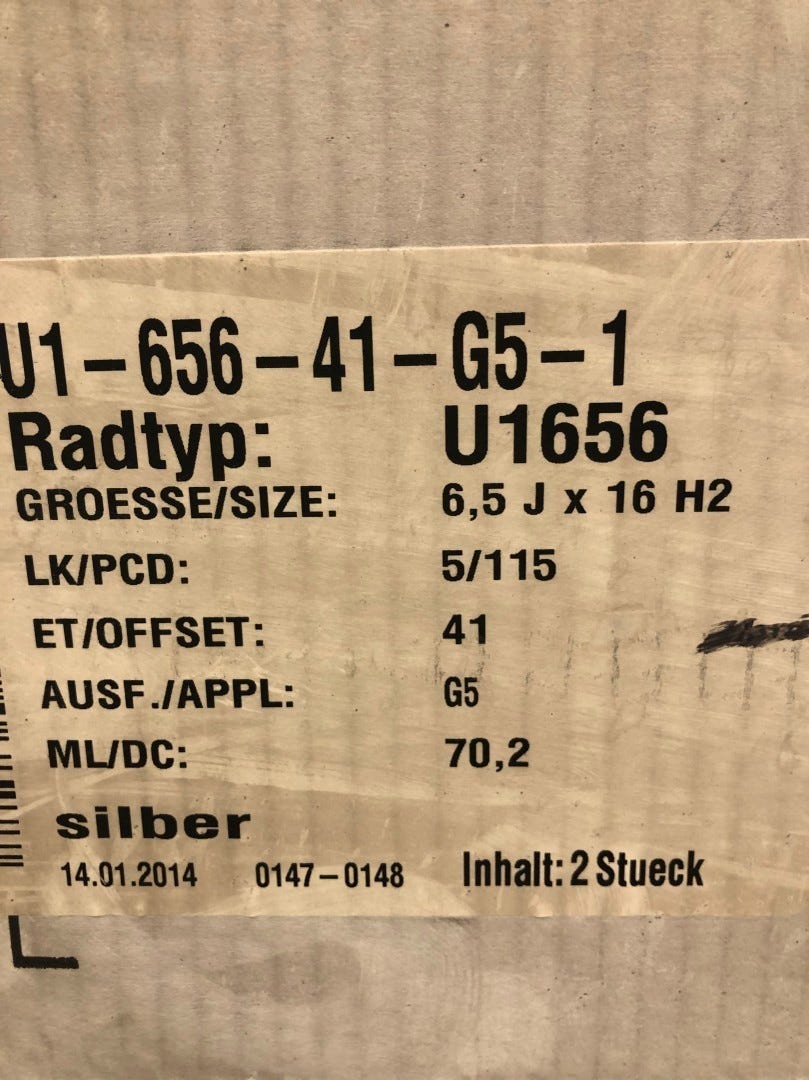 U1-656-41-G5-1
Radtyp: U1656
GROESSE/SIZE: 6,5 J x 16 H2
LK/PCD: 5/115
ET/OFFSET: 41
AUSF./APPL: G5
ML/DC: 70,2
silber
14.01.2014 0147-0148 Inhalt: 2 Stueck